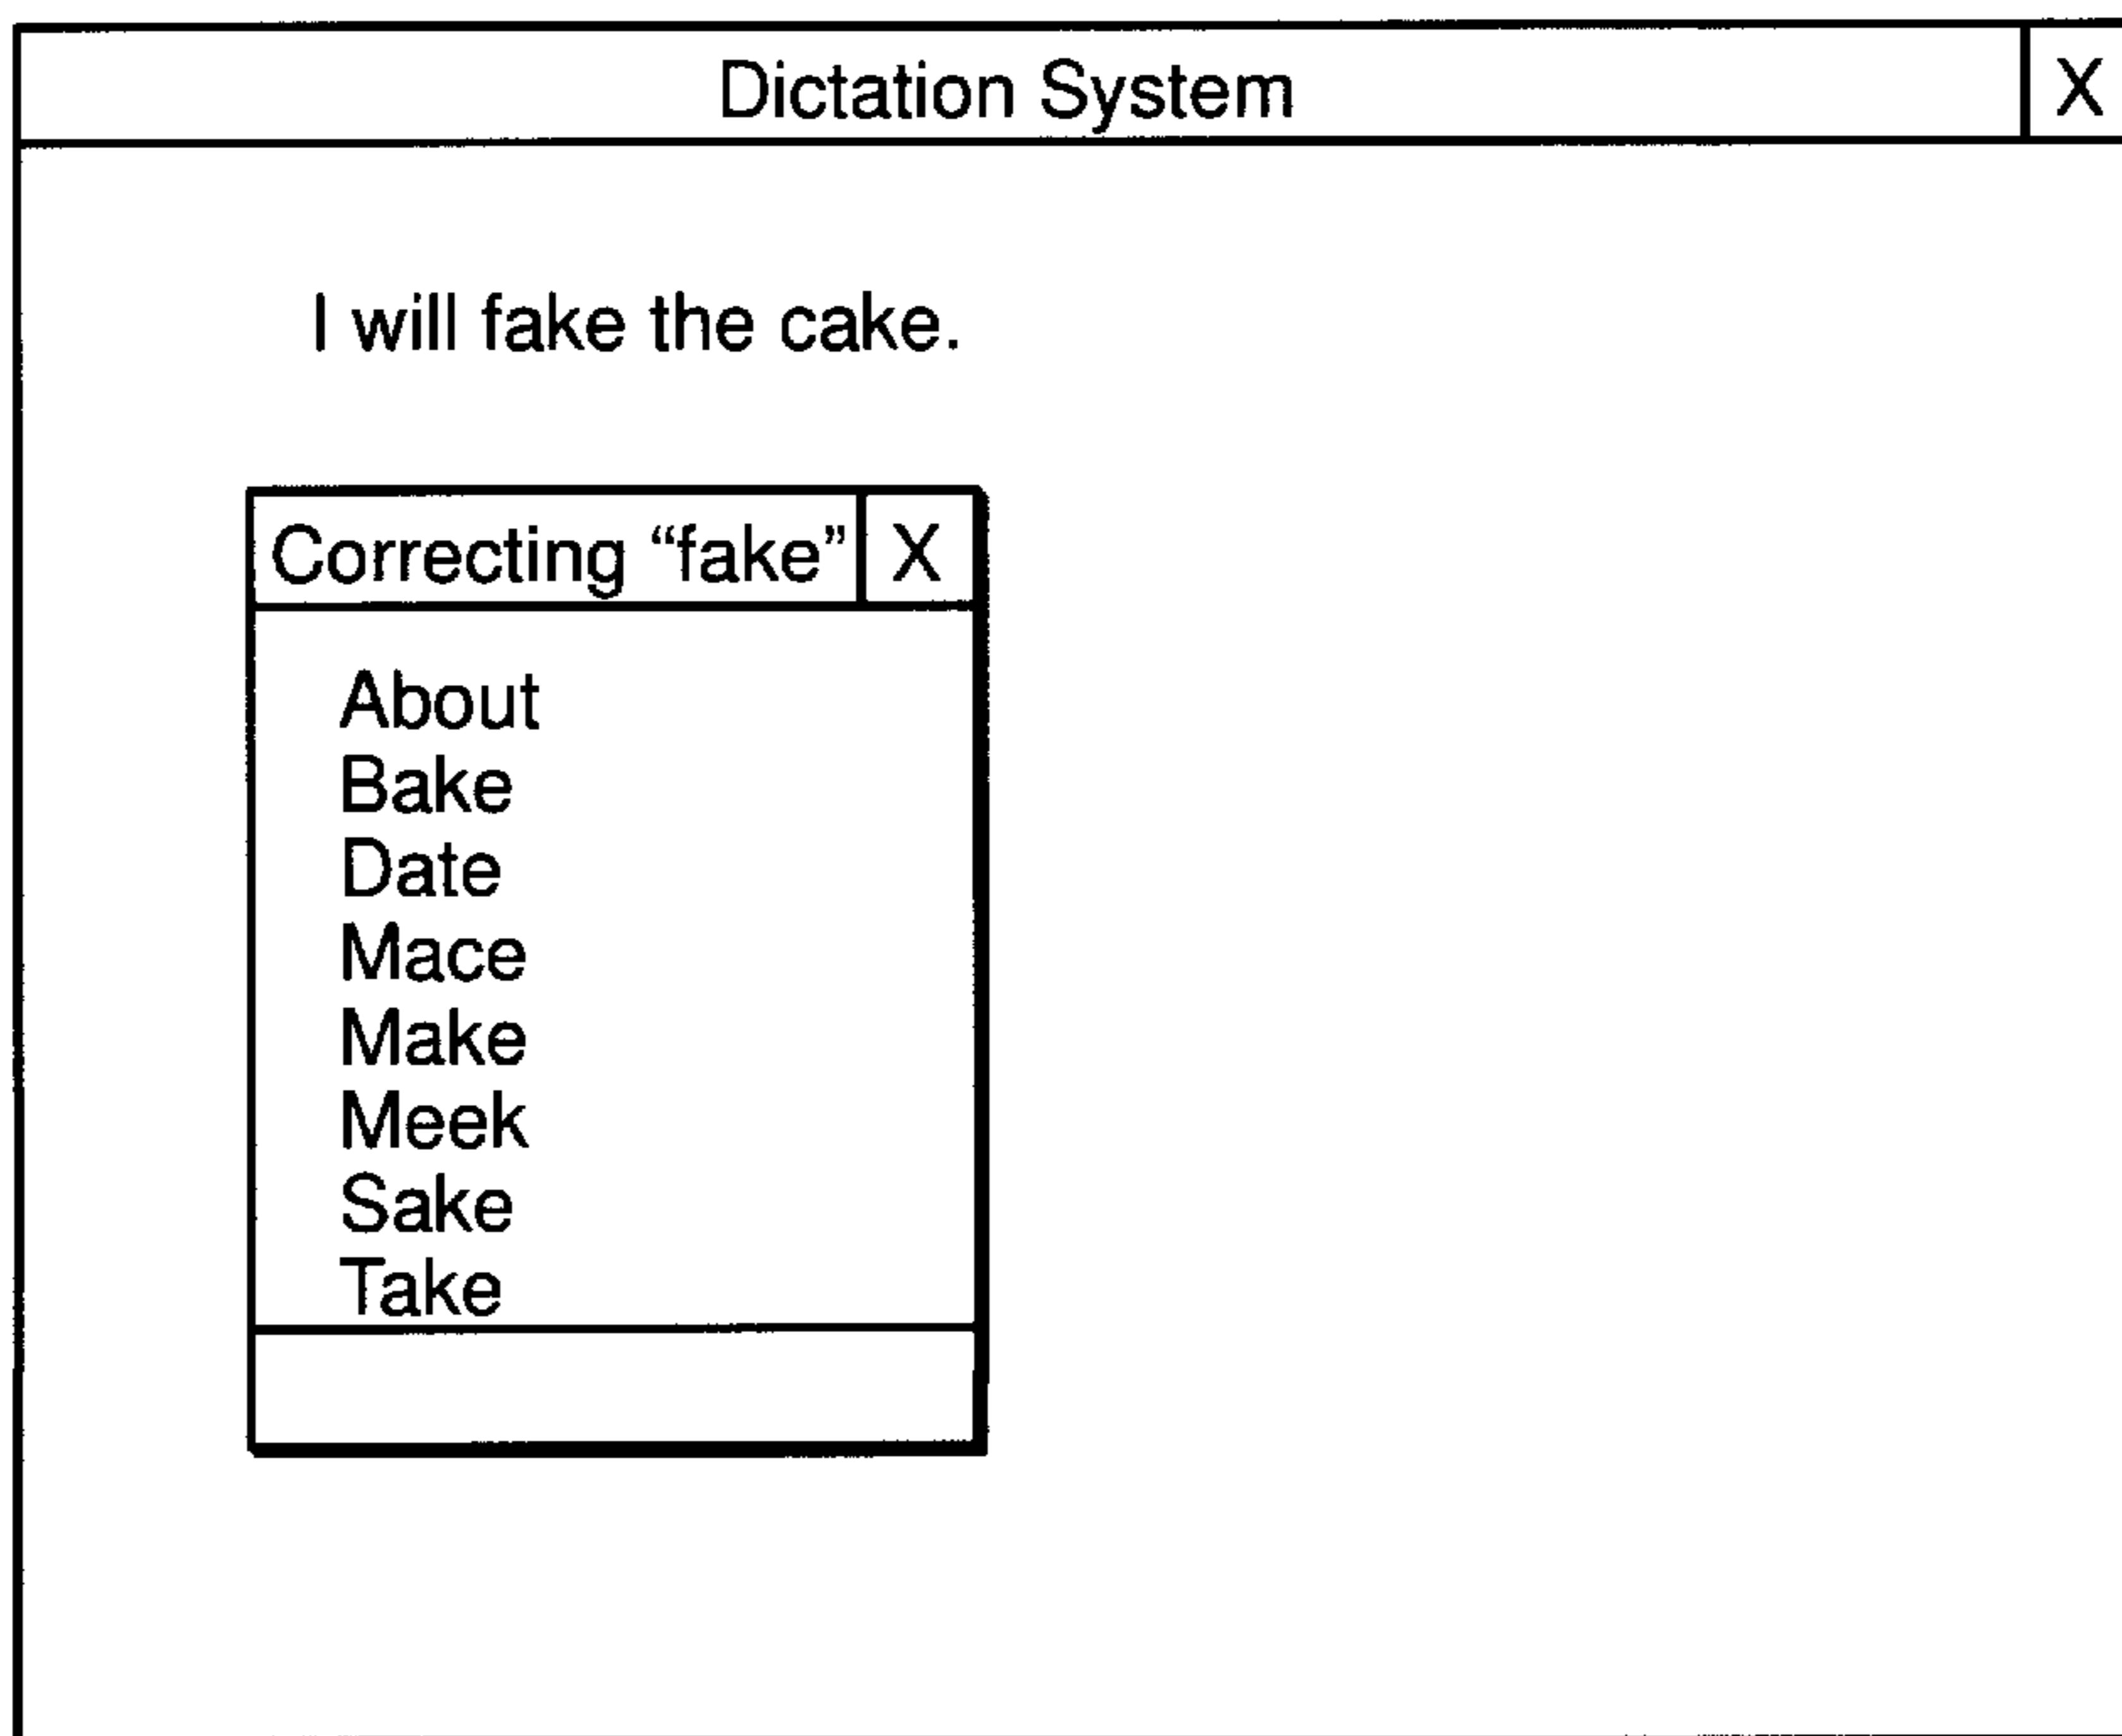 Dictation System X
I will fake the cake.
Correcting “fake” X
About
Bake
Date
Mace
Make
Meek
Sake
Take